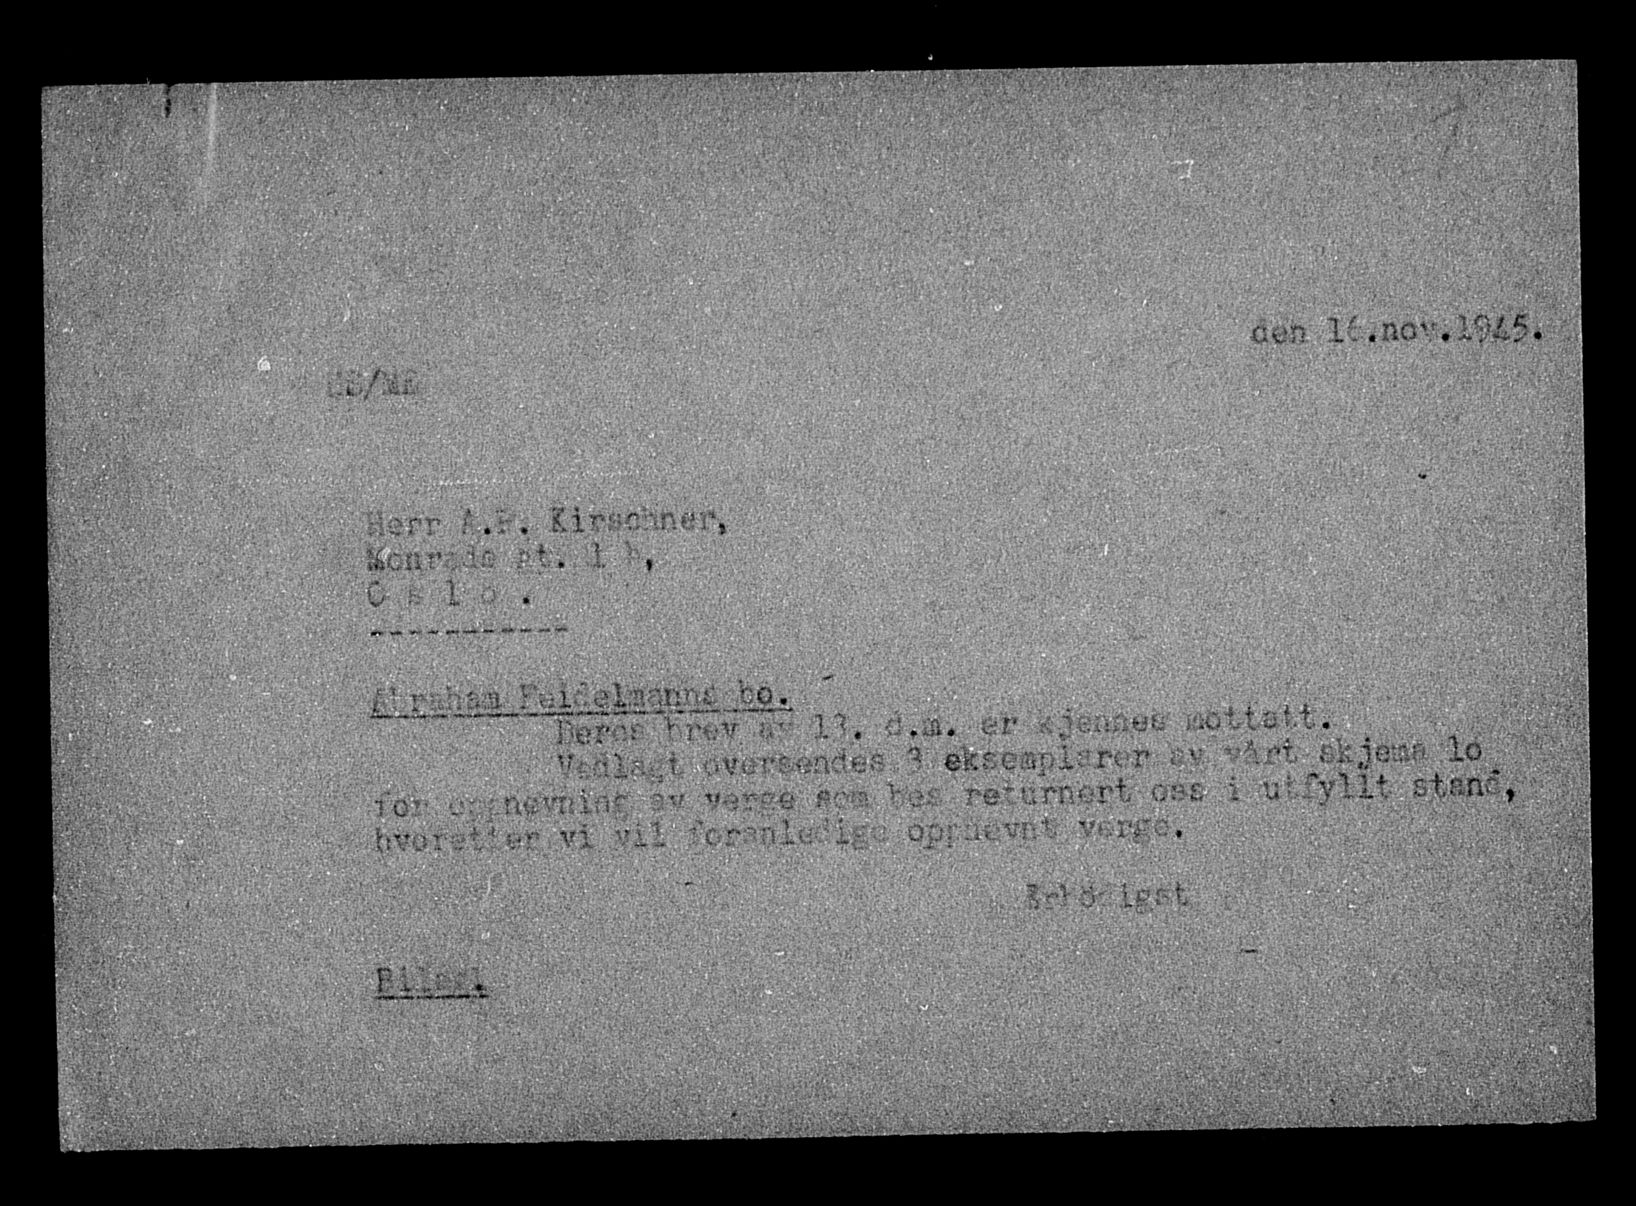 den 16.nov.1945.
Herr A. Kirschner,
Monrads gt. 1 b,
O s l o .
-----------
Abraham Feidelmanns bo.
Deres brev av 13. d.m. er kjennes mottatt.
Vedlagt oversendes 3 eksemplarer av vårt skjema 1o
for oppnevning av verge som bes returnert oss i utfyllt stand,
hvoretter vi vil foranledige oppnevnt verge.
Erbödigst
Bilag.